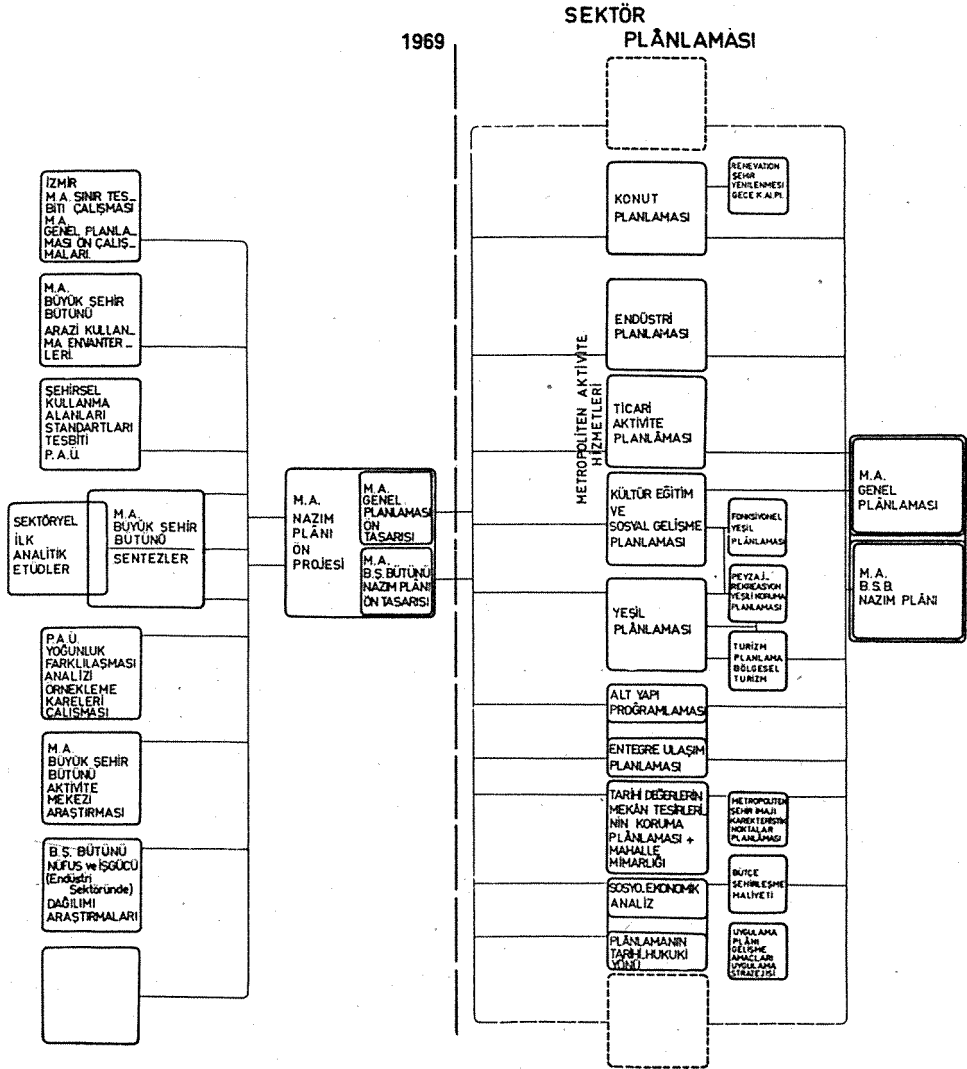 SEKTÖR
PLÂNLAMASI
1969
İZMİR
M.A. SINIR TES_
BİTİ ÇALIŞMASI
M.A.
GENEL PLANLA_
MASI ÖN ÇALIŞ_
MALARI.
M.A.
BÜYÜK ŞEHİR
BÜTÜNÜ
ARAZİ KULLAN_
MA ENVANTER_
LERİ.
ŞEHİRSEL
KULLANMA
ALANLARI
STANDARTLARI
TESBİTİ
P.A.Ü.
SEKTÖRYEL
İLK
ANALİTİK
ETÜDLER
M.A.
BÜYÜK ŞEHİR
BÜTÜNÜ
SENTEZLER
P.A.Ü.
YOĞUNLUK
FARKLILAŞMASI
ANALİZİ
ÖRNEKLEME
KARELERİ
ÇALIŞMASI
M.A.
BÜYÜK ŞEHİR
BÜTÜNÜ
AKTİVİTE
MEKEZİ
ARAŞTIRMASI
B.Ş. BÜTÜNÜ
NÜFUS ve İŞGÜCÜ
(Endüstri
Sektöründe)
DAĞILIMI
ARAŞTIRMALARI
M.A.
NAZIM
PLÂNI
ÖN
PROJESİ
M.A.
GENEL
PLANLAMASI
ÖN
TASARISI
M.A.
B.Ş. BÜTÜNÜ
NAZIM PLÂNI
ÖN TASARISI
METROPOLİTEN AKTİVİTE
HİZMETLERİ
KONUT
PLANLAMASI
RENEVATION
ŞEHİR
YENİLENMESİ
GECEK.ALPI.
ENDÜSTRİ
PLANLAMASI
TİCARİ
AKTİVİTE
PLANLÂMASI
KÜLTÜR EĞİTİM
VE
SOSYAL GELİŞME
PLANLAMASI
FONKSİYONEL
YEŞİL
PLÂNLAMASI
PEYZAJ_
REKREASYON
YEŞİLİ KORUMA
PLANLAMASI
YEŞİL
PLÂNLAMASI
TURİZM
PLANLAMA
BÖLGESEL
TURİZM
ALT YAPI
PROĞRAMLAMASI
ENTEGRE ULAŞIM
PLANLAMASI
TARİHİ DEĞERLERİN
MEKÂN TESİRLERİ
NİN KORUMA
PLÂNLAMASI +
MAHALLE
MİMARLIĞI
METROPOLİTEN
ŞEHİR İMAJI
KAREKTERİSTİK
NOKTALAR
PLANLAMASI
SOSYO.EKONOMİK
ANALİZ
BÜTÇE
ŞEHİRLEŞME
MALİYETİ
PLÂNLAMANIN
TARİHİ.HUKUKİ
YÖNÜ
UYGULAMA
PLÂNI
GELİŞME
AMAÇLARI
UYGULAMA
STRATEJİSİ
M.A.
GENEL
PLÂNLAMASI
M.A.
B.Ş.B.
NAZIM PLÂNI